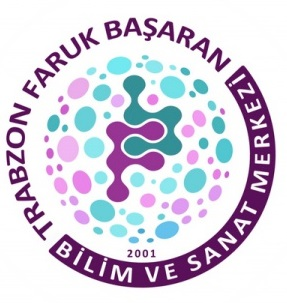 TRABZON FARUK BAŞARAN
BİLİM VE SANAT MERKEZİ
2001